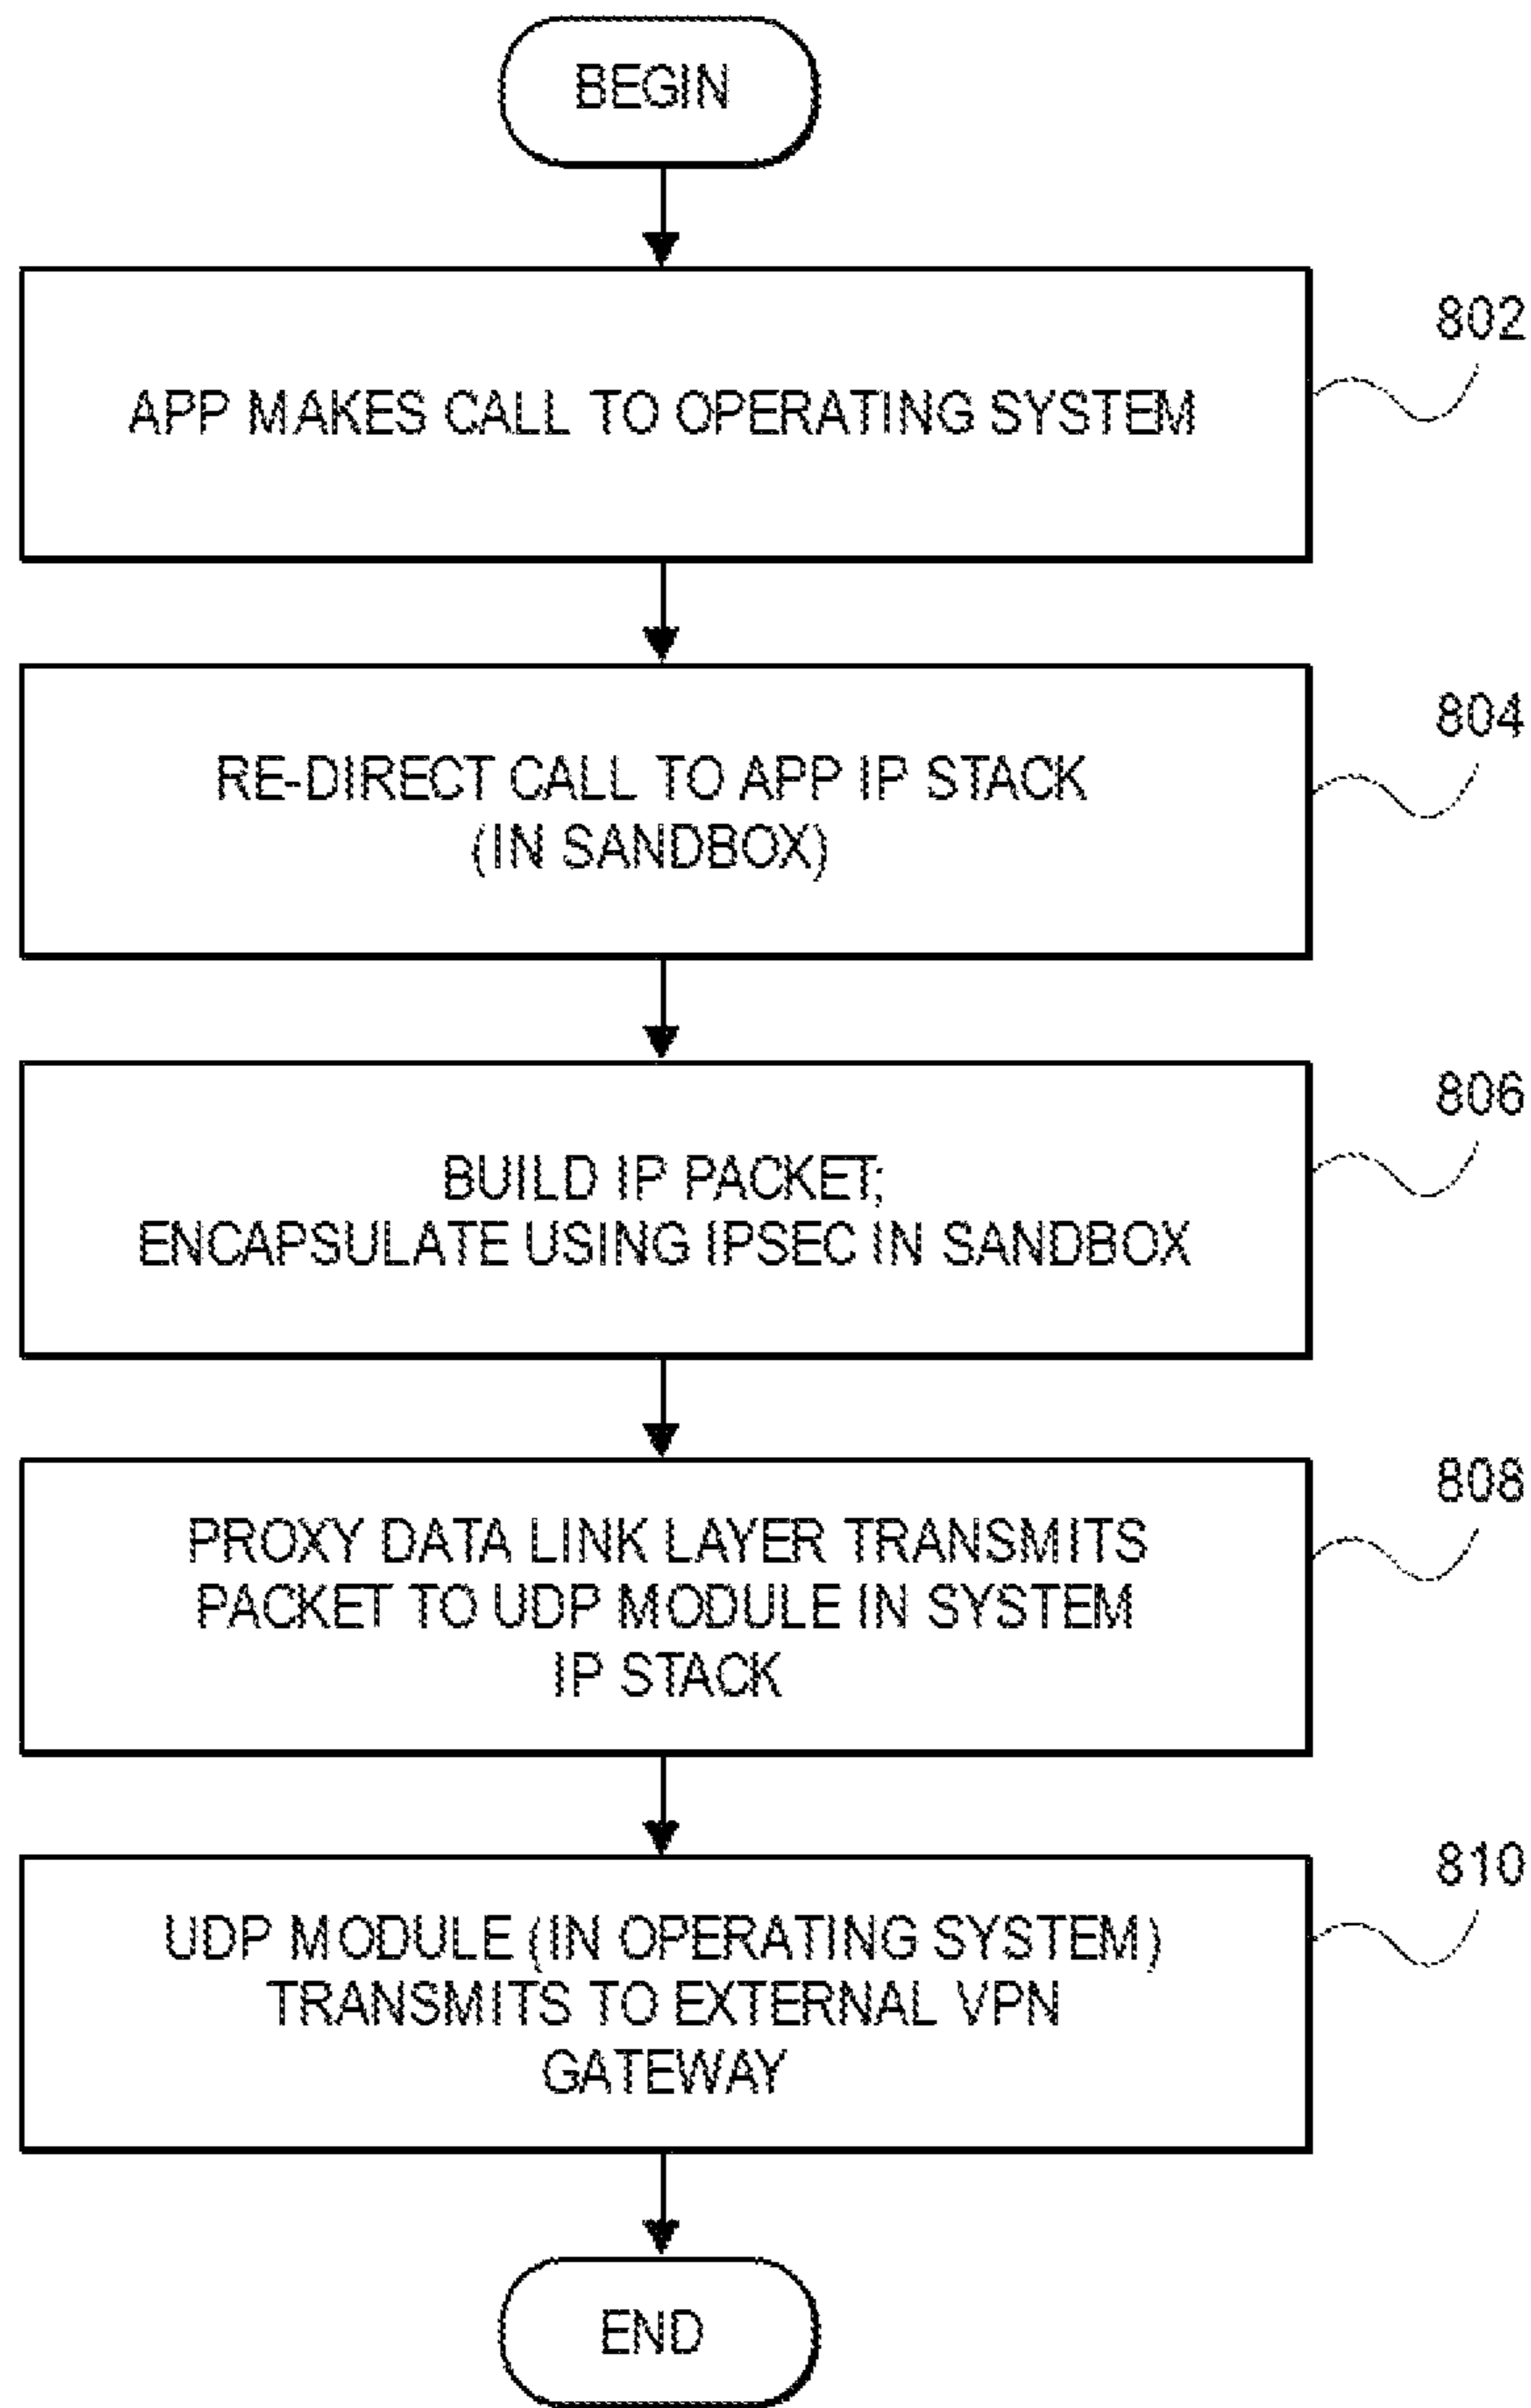 BEGIN
802
APP MAKES CALL TO OPERATING SYSTEM
804
RE-DIRECT CALL TO APP IP STACK
(IN SANDBOX)
806
BUILD IP PACKET;
ENCAPSULATE USING IPSEC IN SANDBOX
808
PROXY DATA LINK LAYER TRANSMITS
PACKET TO UDP MODULE IN SYSTEM
IP STACK
810
UDP MODULE (IN OPERATING SYSTEM)
TRANSMITS TO EXTERNAL VPN
GATEWAY
END